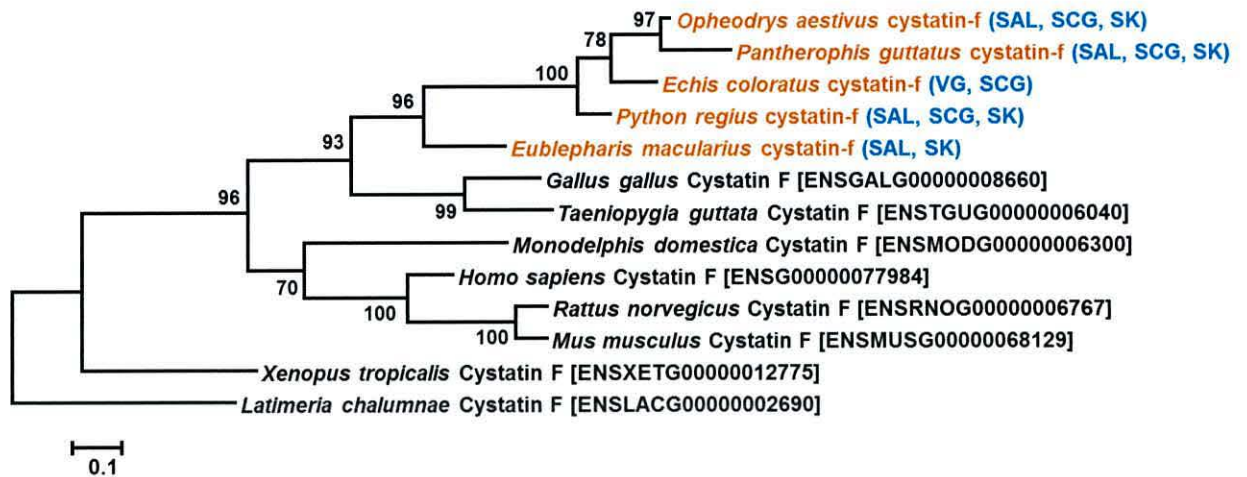 97
Opheodrys aestivus cystatin-f (SAL, SCG, SK)
78
Pantherophis guttatus cystatin-f (SAL, SCG, SK)
100
Echis coloratus cystatin-f (VG, SCG)
96
Python regius cystatin-f (SAL, SCG, SK)
93
Eublepharis macularius cystatin-f (SAL, SK)
96
Gallus gallus Cystatin F [ENSGALG00000008660]
99
Taeniopygia guttata Cystatin F [ENSTGUG00000006040]
Monodelphis domestica Cystatin F [ENSMODG00000006300]
70
Homo sapiens Cystatin F [ENSG00000077984]
100
Rattus norvegicus Cystatin F [ENSRNOG00000006767]
100
Mus musculus Cystatin F [ENSMUSG00000068129]
Xenopus tropicalis Cystatin F [ENSXETG00000012775]
Latimeria chalumnae Cystatin F [ENSLACG00000002690]
0.1